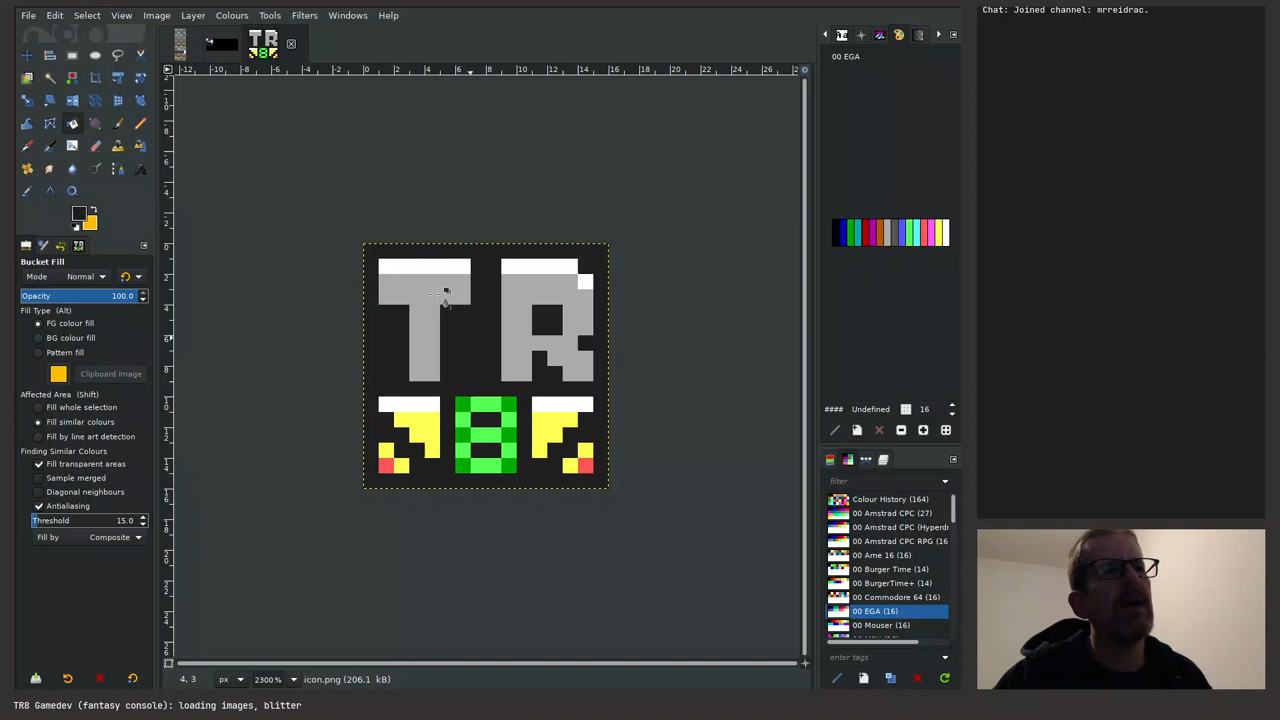 File Edit Select View Image Layer Colours Tools Filters Windows Help
Chat: Joined channel: mrreidrac.
00 EGA
Bucket Fill
Mode Normal
Opacity 100.0
Fill Type (Alt)
FG colour fill
BG colour fill
Pattern fill
Clipboard Image
Affected Area (Shift)
Fill whole selection
Fill similar colours
Fill by line art detection
Finding Similar Colours
Fill transparent areas
Sample merged
Diagonal neighbours
Antialiasing
Threshold 15.0
Fill by Composite
TR
8
#### Undefined 16
filter
Colour History (164)
00 Amstrad CPC (27)
00 Amstrad CPC (Hyperdr
00 Amstrad CPC RPG (16
00 Arne 16 (16)
00 Burger Time (14)
00 BurgerTime+ (14)
00 Commodore 64 (16)
00 EGA (16)
00 Mouser (16)
enter tags
4, 3 px 2300 % icon.png (206.1 kB)
TR8 Gamedev (fantasy console): loading images, blitter